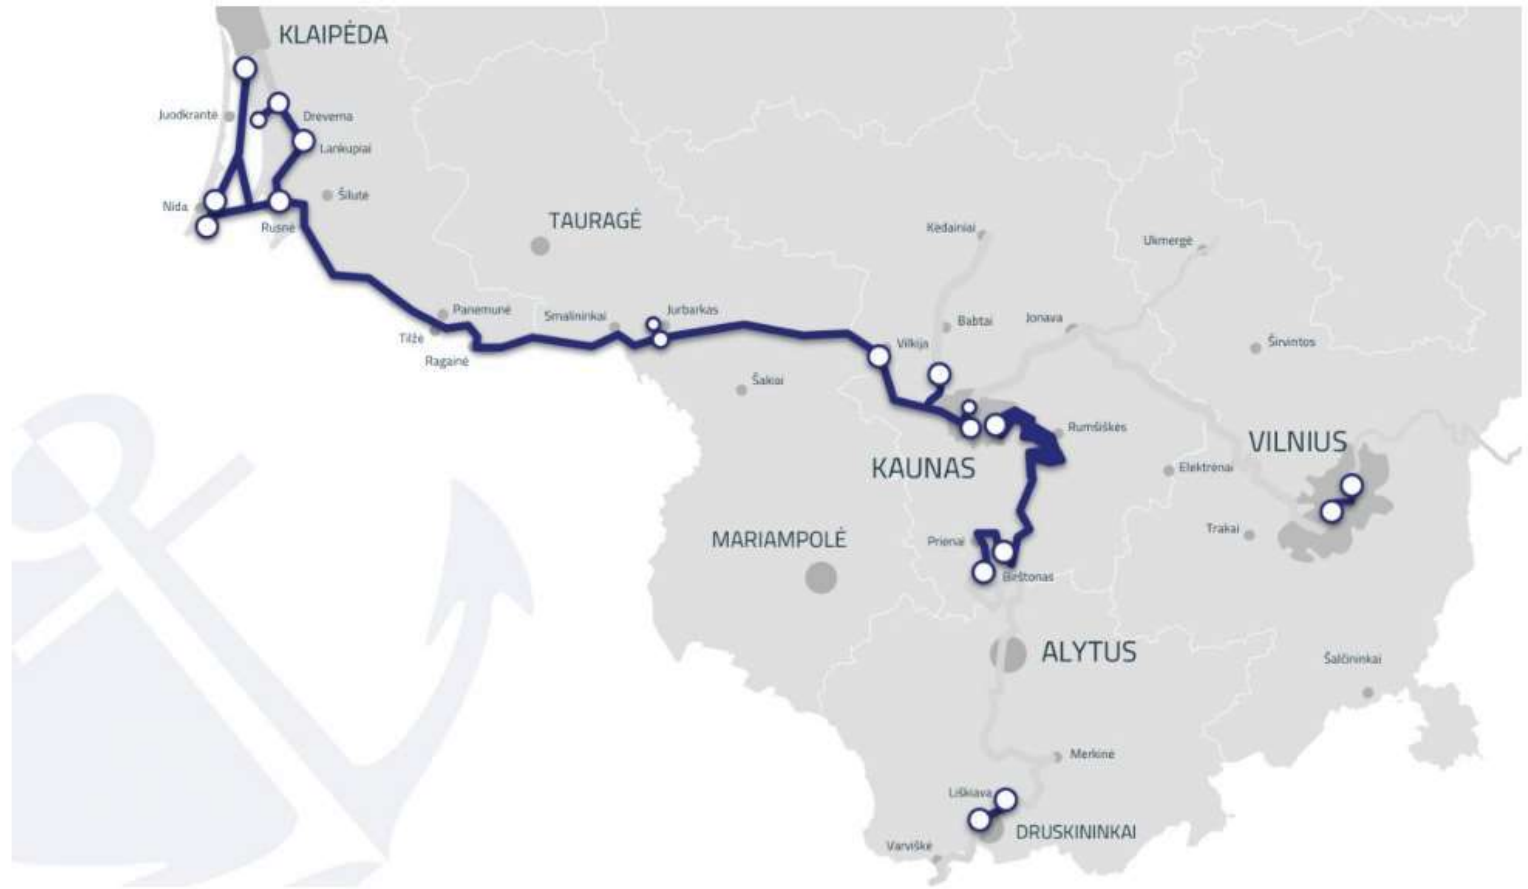 KLAIPĖDA
Juodkrantė
Dreverna
Lankupiai
Šilutė
Nida
Rusnė
TAURAGĖ
Kėdainiai
Ukmergė
Panemunė
Smalininkai
Jurbarkas
Babtai
Jonava
Tilžė
Vilkija
Širvintos
Ragainė
Šakiai
Rumšiškės
VILNIUS
KAUNAS
Elektrėnai
Trakai
MARIAMPOLĖ
Prienai
Birštonas
ALYTUS
Šalčininkai
Merkinė
Liškiava
DRUSKININKAI
Varviškė